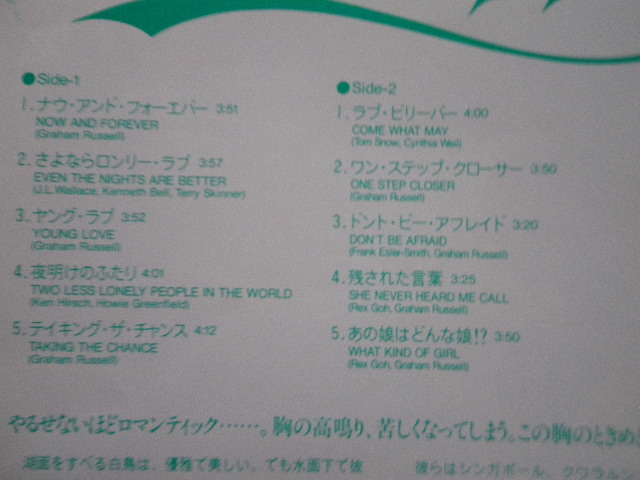 ●Side-1
1. ナウ・アンド・フォーエバー 3:51
NOW AND FOREVER
(Graham Russell)
2. さよならロンリー・ラブ 3:57
EVEN THE NIGHTS ARE BETTER
(J.L.Wallace, Kenneth Bell, Terry Skinner)
3. ヤング・ラブ 3:52
YOUNG LOVE
(Graham Russell)
4. 夜明けのふたり 4:01
TWO LESS LONELY PEOPLE IN THE WORLD
(Ken Hirsch, Howie Greenfield)
5. テイキング・ザ・チャンス 4:12
TAKING THE CHANCE
(Graham Russell)
●Side-2
1. ラブ・ビリーバー 4:00
COME WHAT MAY
(Tom Snow, Cynthia Weil)
2. ワン・ステップ・クローサー 3:50
ONE STEP CLOSER
(Graham Russell)
3. ドント・ビー・アフレイド 3:20
DON'T BE AFRAID
(Frank Esler-Smith, Graham Russell)
4. 残された言葉 3:25
SHE NEVER HEARD ME CALL
(Rex Goh, Graham Russell)
5. あの娘はどんな娘!? 3:50
WHAT KIND OF GIRL
(Rex Goh, Graham Russell)
やるせないほどロマンティック……。胸の高鳴り、苦しくなってしまう。この胸のときめ
湖面をすべる白鳥は、優雅で美しい。でも水面下で彼
彼らはシンガポール、クワラルン